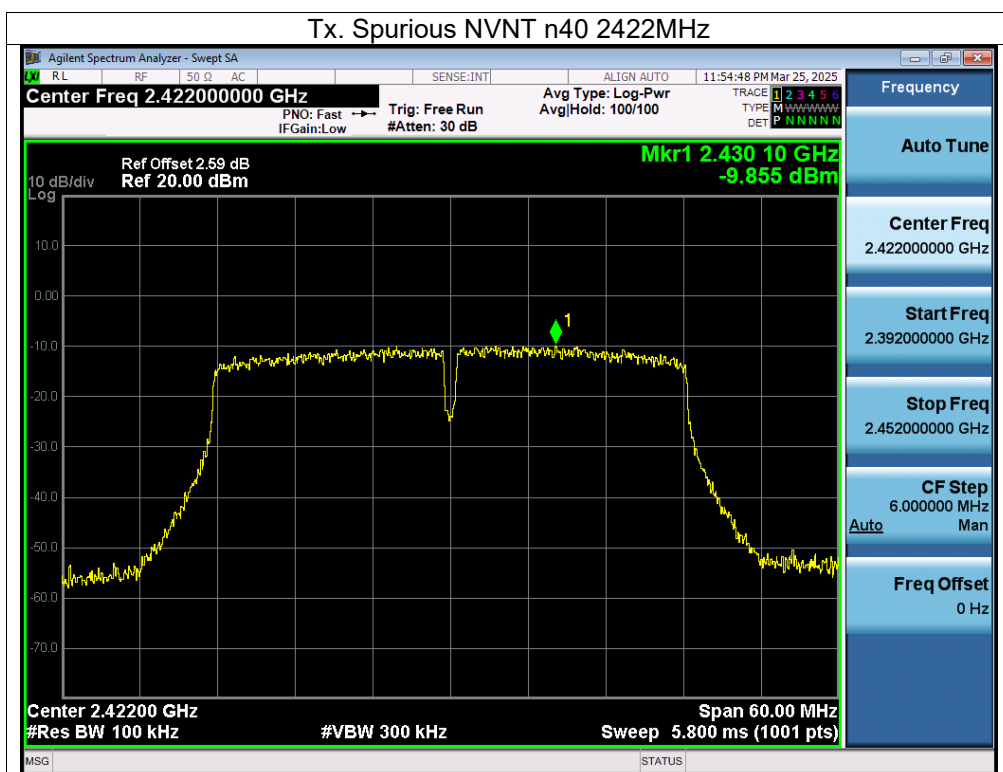 Tx. Spurious NVNT n40 2422MHz
Agilent Spectrum Analyzer - Swept SA
LXI RL RF 50 Ω AC SENSE:INT ALIGN AUTO 11:54:48 PM Mar 25, 2025
Center Freq 2.422000000 GHz
PNO: Fast
IFGain:Low
Trig: Free Run
#Atten: 30 dB
Avg Type: Log-Pwr
Avg|Hold: 100/100
TRACE 1 2 3 4 5 6
TYPE M WWWWW
DET P N N N N N
Mkr1 2.430 10 GHz
-9.855 dBm
Ref Offset 2.59 dB
10 dB/div Ref 20.00 dBm
Log
10.0
0.00
-10.0
-20.0
-30.0
-40.0
-50.0
-60.0
-70.0
1
Center 2.42200 GHz Span 60.00 MHz
#Res BW 100 kHz #VBW 300 kHz Sweep 5.800 ms (1001 pts)
MSG STATUS
Frequency
Auto Tune
Center Freq
2.422000000 GHz
Start Freq
2.392000000 GHz
Stop Freq
2.452000000 GHz
CF Step
6.000000 MHz
Auto Man
Freq Offset
0 Hz